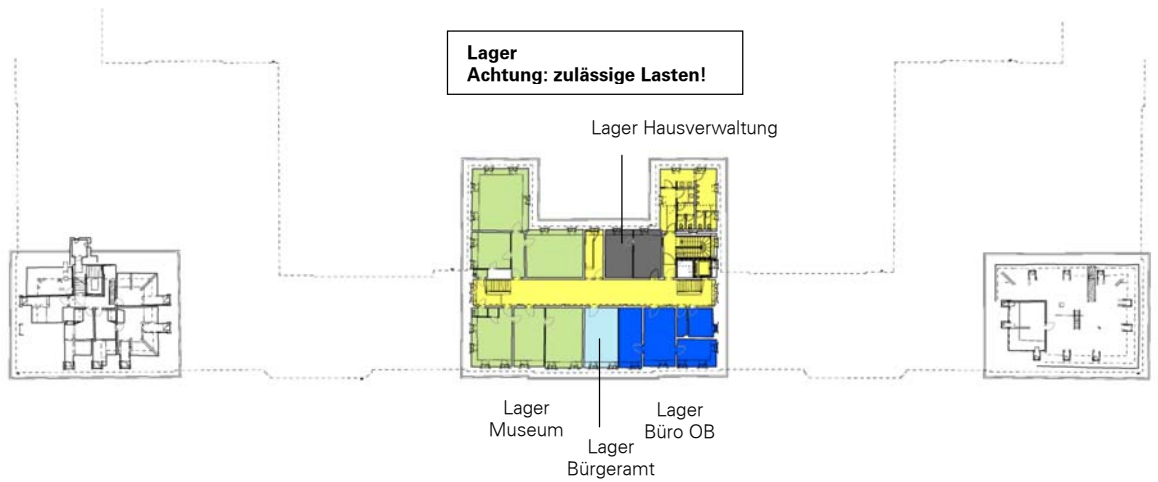 Lager
Achtung: zulässige Lasten!
Lager Hausverwaltung
Lager
Museum
Lager
Bürgeramt
Lager
Büro OB